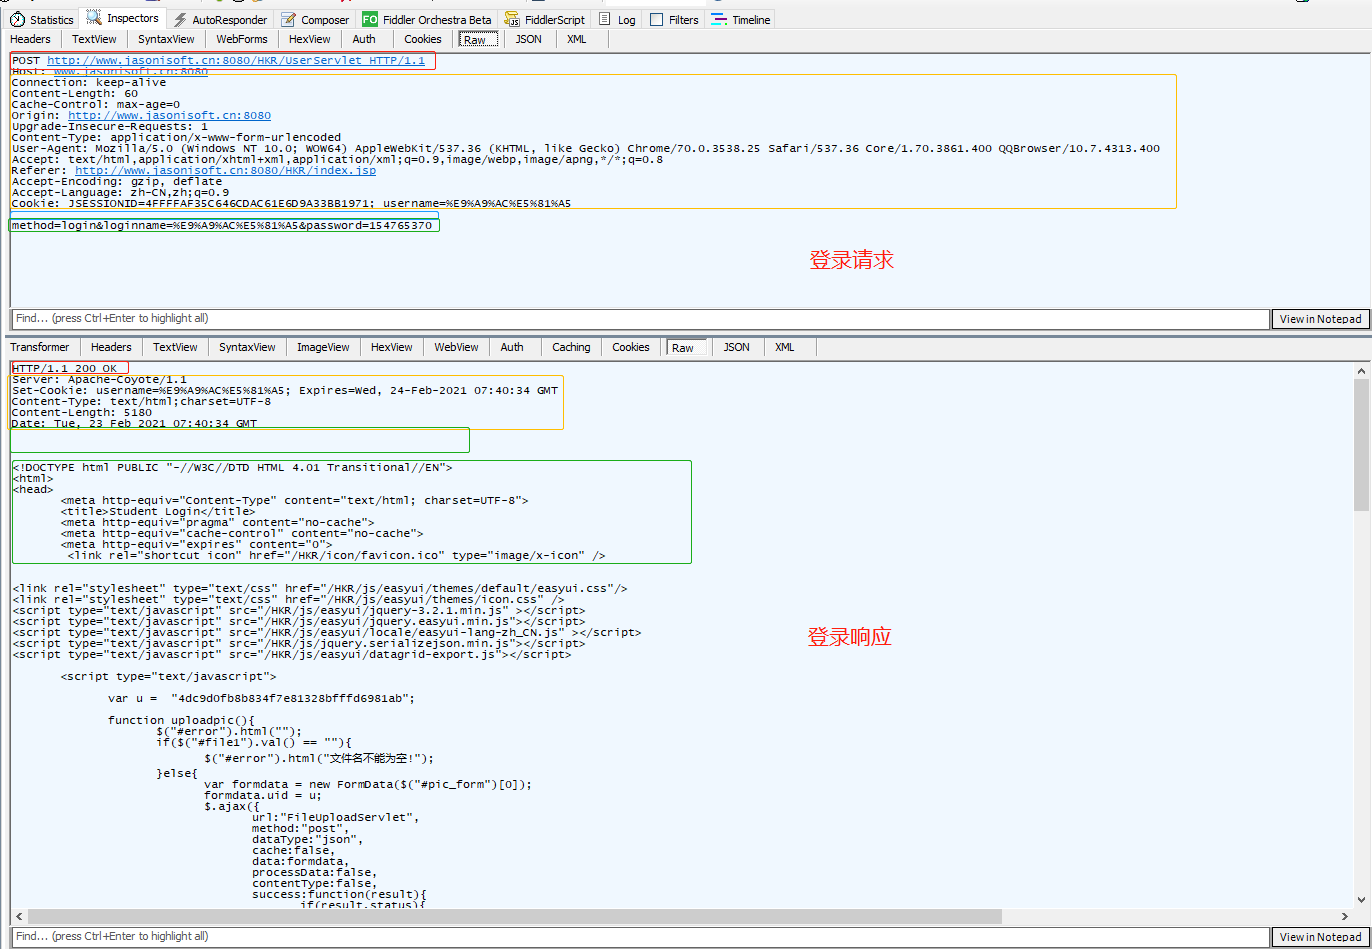 Statistics Inspectors AutoResponder Composer FO Fiddler Orchestra Beta FiddlerScript Log Filters Timeline
Headers TextView SyntaxView WebForms HexView Auth Cookies Raw JSON XML
POST http://www.jasonisoft.cn:8080/HKR/UserServlet HTTP/1.1
Host: www.jasonisoft.cn:8080
Connection: keep-alive
Content-Length: 60
Cache-Control: max-age=0
Origin: http://www.jasonisoft.cn:8080
Upgrade-Insecure-Requests: 1
Content-Type: application/x-www-form-urlencoded
User-Agent: Mozilla/5.0 (Windows NT 10.0; WOW64) AppleWebKit/537.36 (KHTML, like Gecko) Chrome/70.0.3538.25 Safari/537.36 Core/1.70.3861.400 QQBrowser/10.7.4313.400
Accept: text/html,application/xhtml+xml,application/xml;q=0.9,image/webp,image/apng,*/*;q=0.8
Referer: http://www.jasonisoft.cn:8080/HKR/index.jsp
Accept-Encoding: gzip, deflate
Accept-Language: zh-CN,zh;q=0.9
Cookie: JSESSIONID=4FFFFAF35C646CDAC61E6D9A33BB1971; username=%E9%A9%AC%E5%81%A5
method=login&loginname=%E9%A9%AC%E5%81%A5&password=154765370
登录请求
Find... (press Ctrl+Enter to highlight all) View in Notepad
Transformer Headers TextView SyntaxView ImageView HexView WebView Auth Caching Cookies Raw JSON XML
HTTP/1.1 200 OK
Server: Apache-Coyote/1.1
Set-Cookie: username=%E9%A9%AC%E5%81%A5; Expires=Wed, 24-Feb-2021 07:40:34 GMT
Content-Type: text/html;charset=UTF-8
Content-Length: 5180
Date: Tue, 23 Feb 2021 07:40:34 GMT
<!DOCTYPE html PUBLIC "-//W3C//DTD HTML 4.01 Transitional//EN">
<html>
<head>
<meta http-equiv="Content-Type" content="text/html; charset=UTF-8">
<title>Student Login</title>
<meta http-equiv="pragma" content="no-cache">
<meta http-equiv="cache-control" content="no-cache">
<meta http-equiv="expires" content="0">
<link rel="shortcut icon" href="/HKR/icon/favicon.ico" type="image/x-icon" />
<link rel="stylesheet" type="text/css" href="/HKR/js/easyui/themes/default/easyui.css"/>
<link rel="stylesheet" type="text/css" href="/HKR/js/easyui/themes/icon.css" />
<script type="text/javascript" src="/HKR/js/easyui/jquery-3.2.1.min.js" ></script>
<script type="text/javascript" src="/HKR/js/easyui/jquery.easyui.min.js"></script>
<script type="text/javascript" src="/HKR/js/easyui/locale/easyui-lang-zh_CN.js" ></script>
<script type="text/javascript" src="/HKR/js/jquery.serializejson.min.js"></script>
<script type="text/javascript" src="/HKR/js/easyui/datagrid-export.js"></script>
登录响应
<script type="text/javascript">
var u = "4dc9d0fb8b834f7e81328bfffd6981ab";
function uploadpic(){
$("#error").html("");
if($("#file1").val() == ""){
$("#error").html("文件名不能为空!");
}else{
var formdata = new FormData($("#pic_form")[0]);
formdata.uid = u;
$.ajax({
url:"FileUploadServlet",
method:"post",
dataType:"json",
cache:false,
data:formdata,
processData:false,
contentType:false,
success:function(result){
if(result.status){
Find... (press Ctrl+Enter to highlight all) View in Notepad